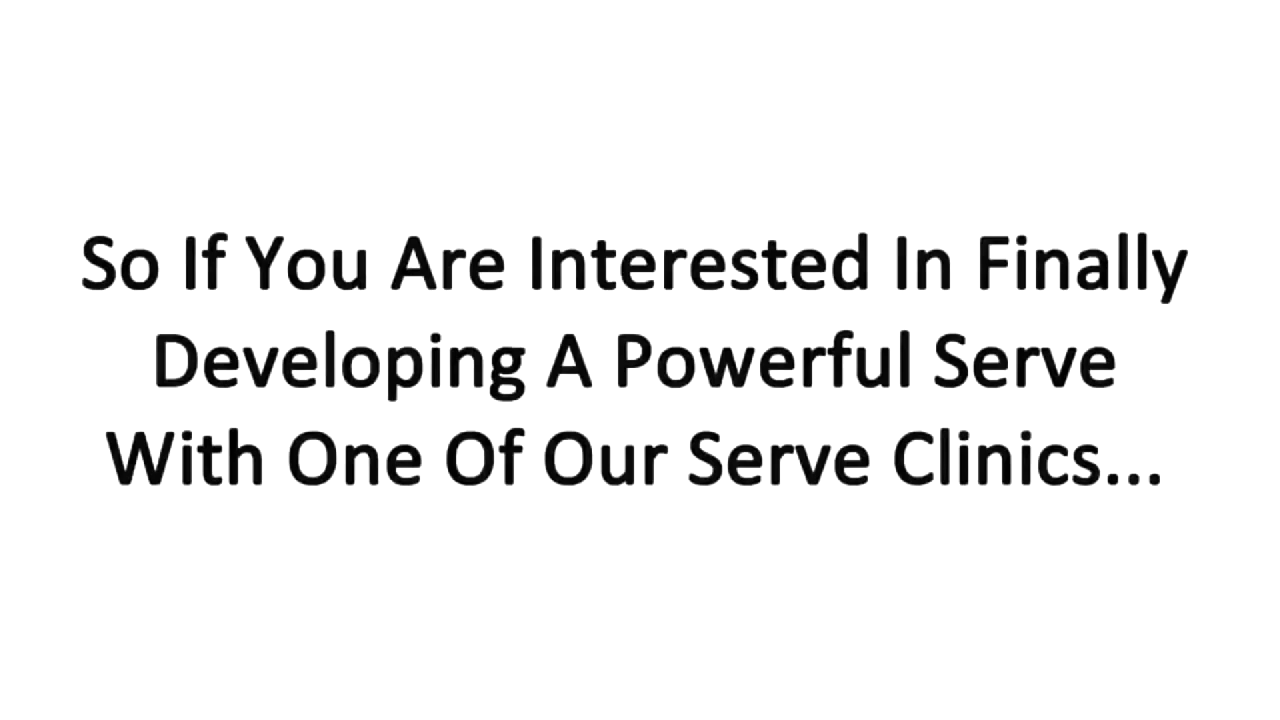 So If You Are Interested In Finally
Developing A Powerful Serve
With One Of Our Serve Clinics...